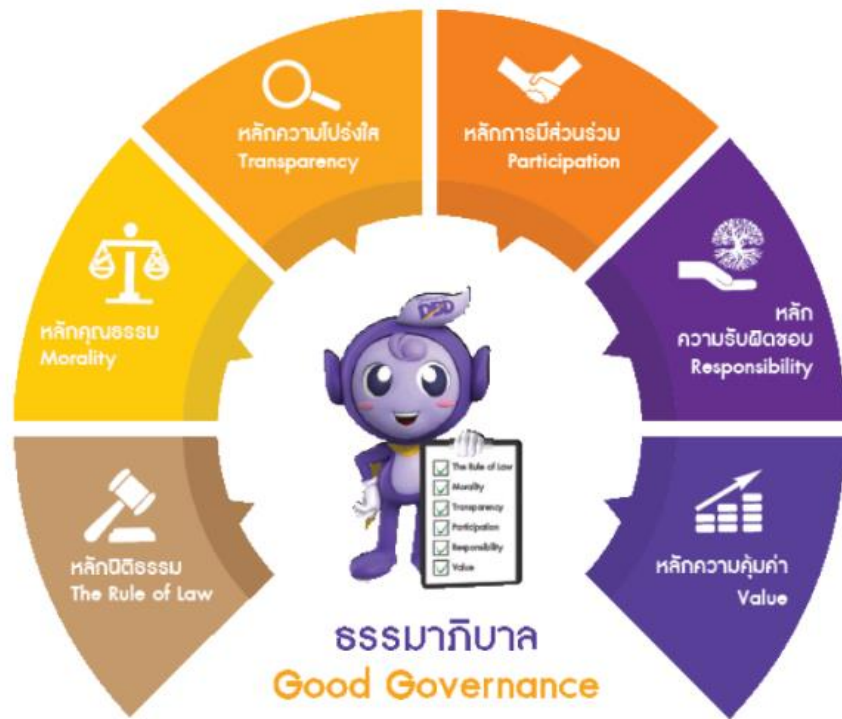 หลักความโปร่งใส
Transparency
หลักการมีส่วนร่วม
Participation
หลักคุณธรรม
Morality
หลัก
ความรับผิดชอบ
Responsibility
หลักนิติธรรม
The Rule of Law
หลักความคุ้มค่า
Value
DBD
The Rule of Law
Morality
Transparency
Participation
Responsibility
Value
ธรรมาภิบาล
Good Governance